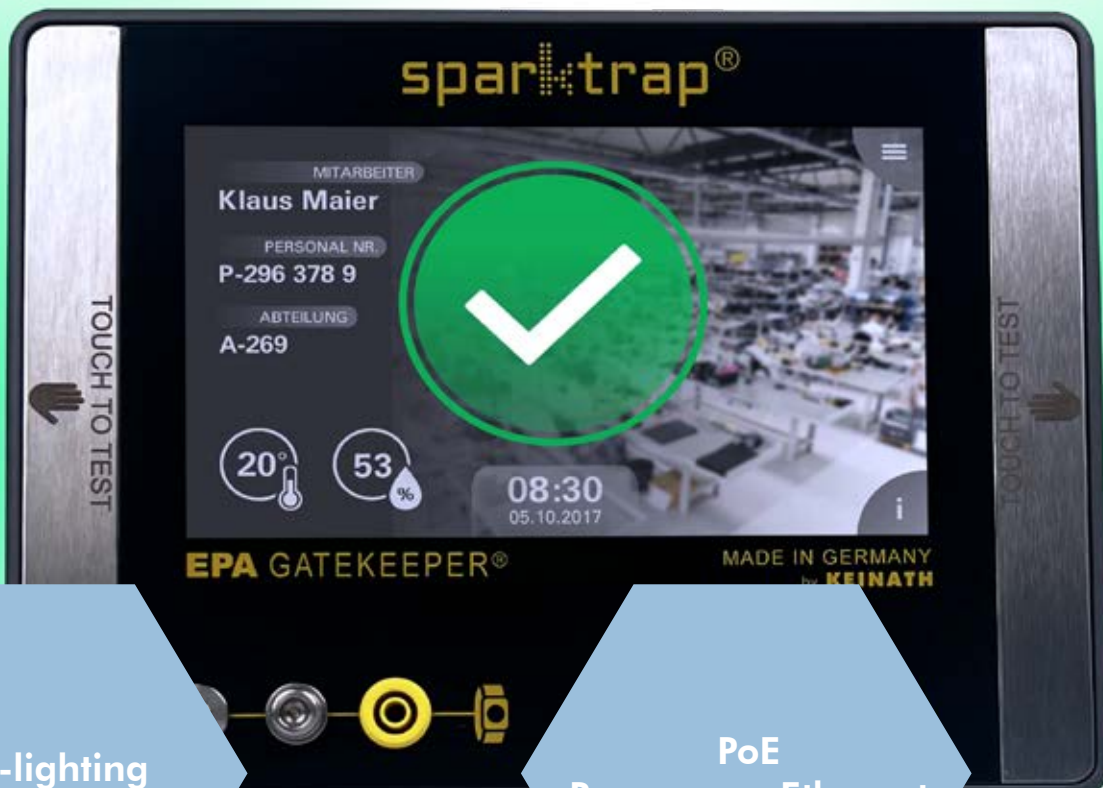 sparktrap®
MITARBEITER
Klaus Maier
PERSONAL NR.
P-296 378 9
ABTEILUNG
A-269
20°
53
%
08:30
05.10.2017
i
TOUCH TO TEST
TOUCH TO TEST
EPA GATEKEEPER®
MADE IN GERMANY
by KEINATH
-lighting
PoE